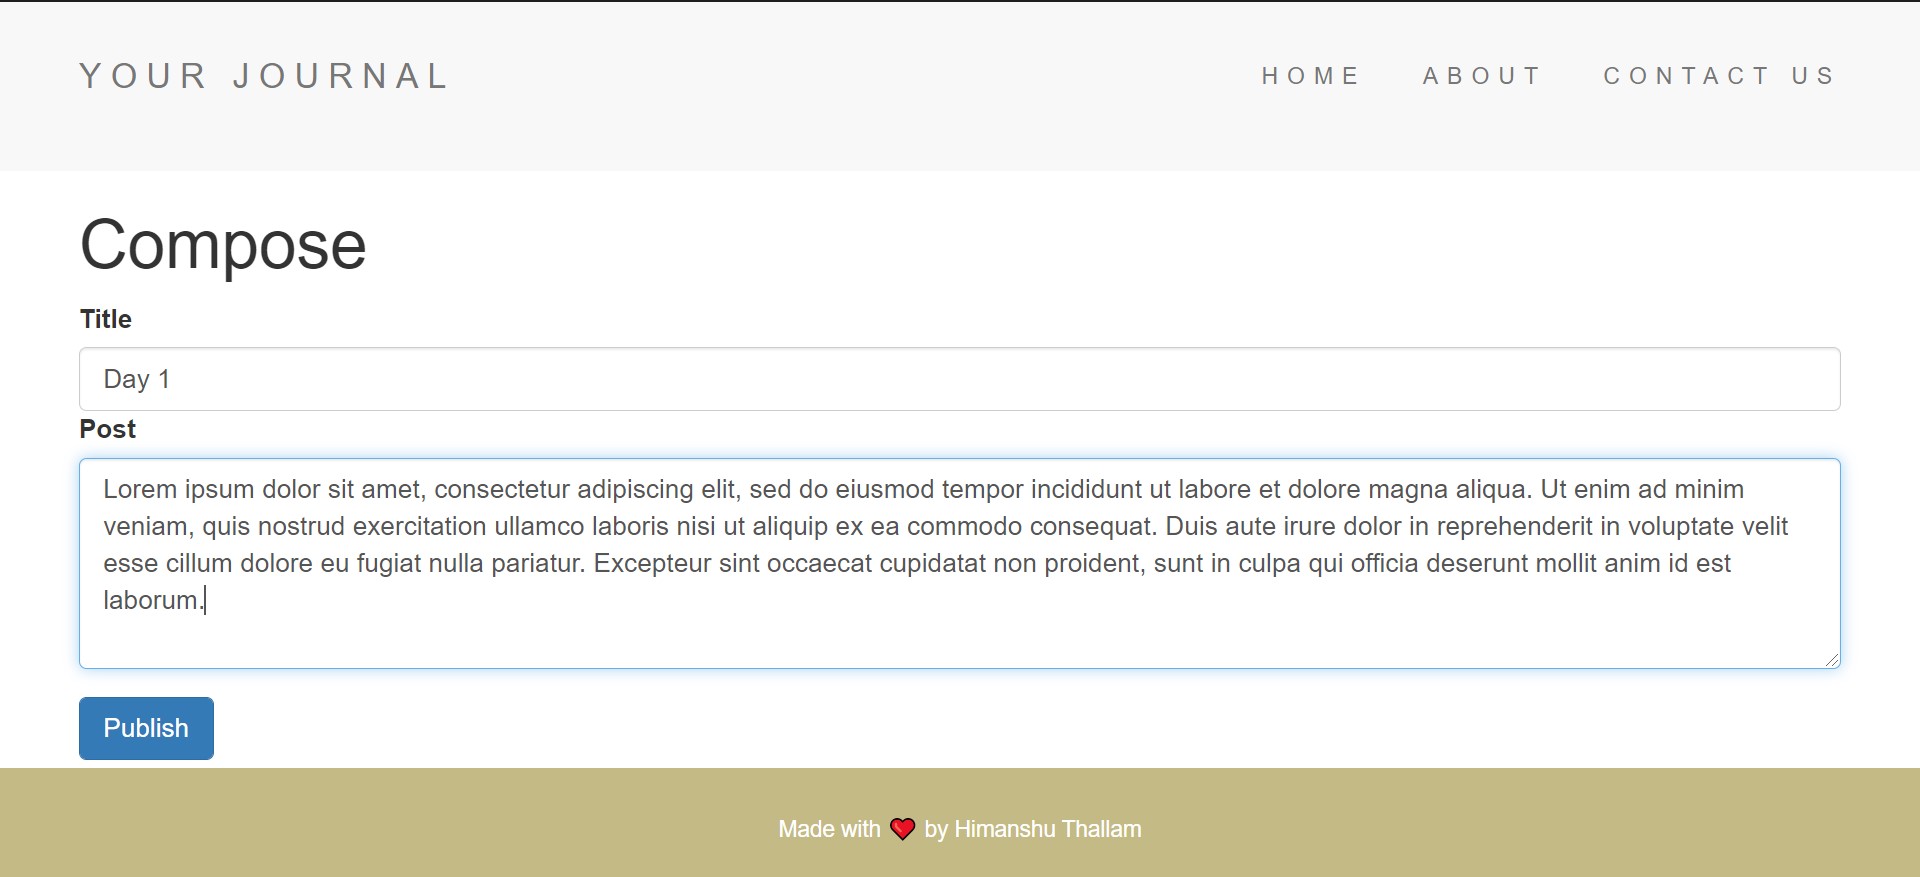 YOUR JOURNAL
HOME ABOUT CONTACT US
Compose
Title
Day 1
Post
Lorem ipsum dolor sit amet, consectetur adipiscing elit, sed do eiusmod tempor incididunt ut labore et dolore magna aliqua. Ut enim ad minim
veniam, quis nostrud exercitation ullamco laboris nisi ut aliquip ex ea commodo consequat. Duis aute irure dolor in reprehenderit in voluptate velit
esse cillum dolore eu fugiat nulla pariatur. Excepteur sint occaecat cupidatat non proident, sunt in culpa qui officia deserunt mollit anim id est
laborum.
Publish
Made with ❤️ by Himanshu Thallam